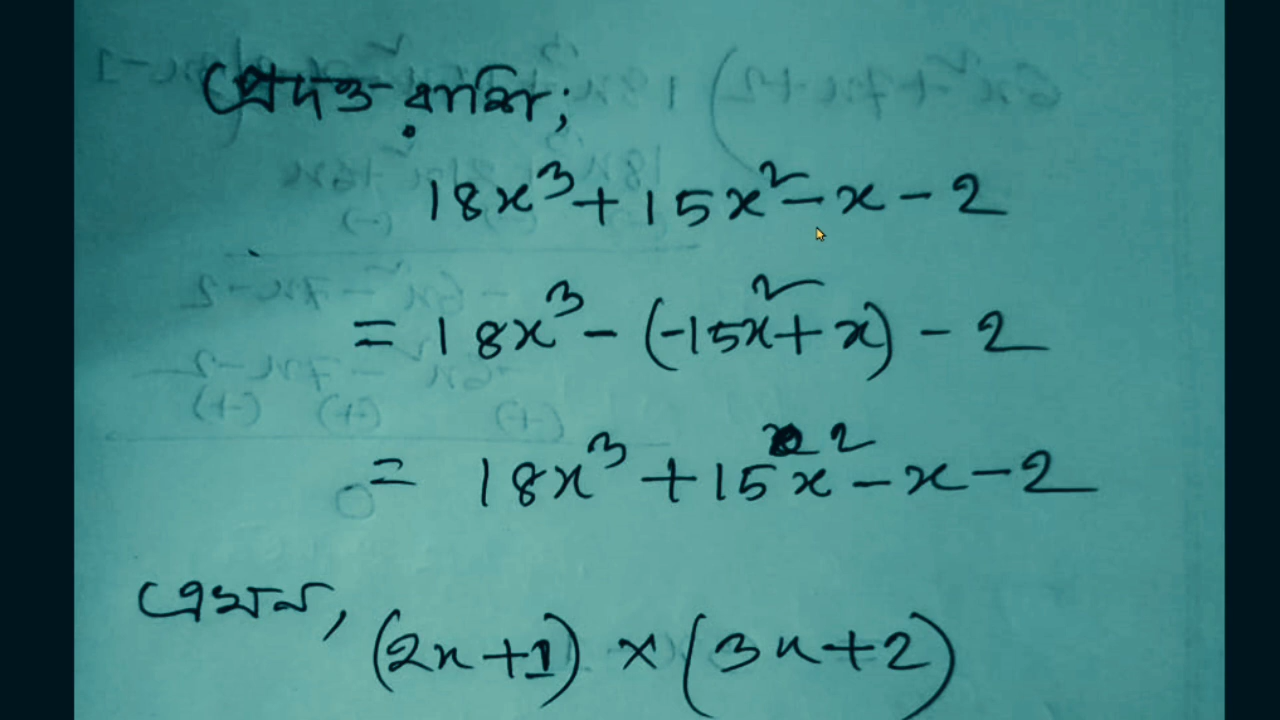 প্রদত্ত রাশি;
18x³ + 15x² - x - 2
= 18x³ - (-15x² + x) - 2
= 18x³ + 15x² - x - 2
এখন,
(2x+1) × (3x+2)